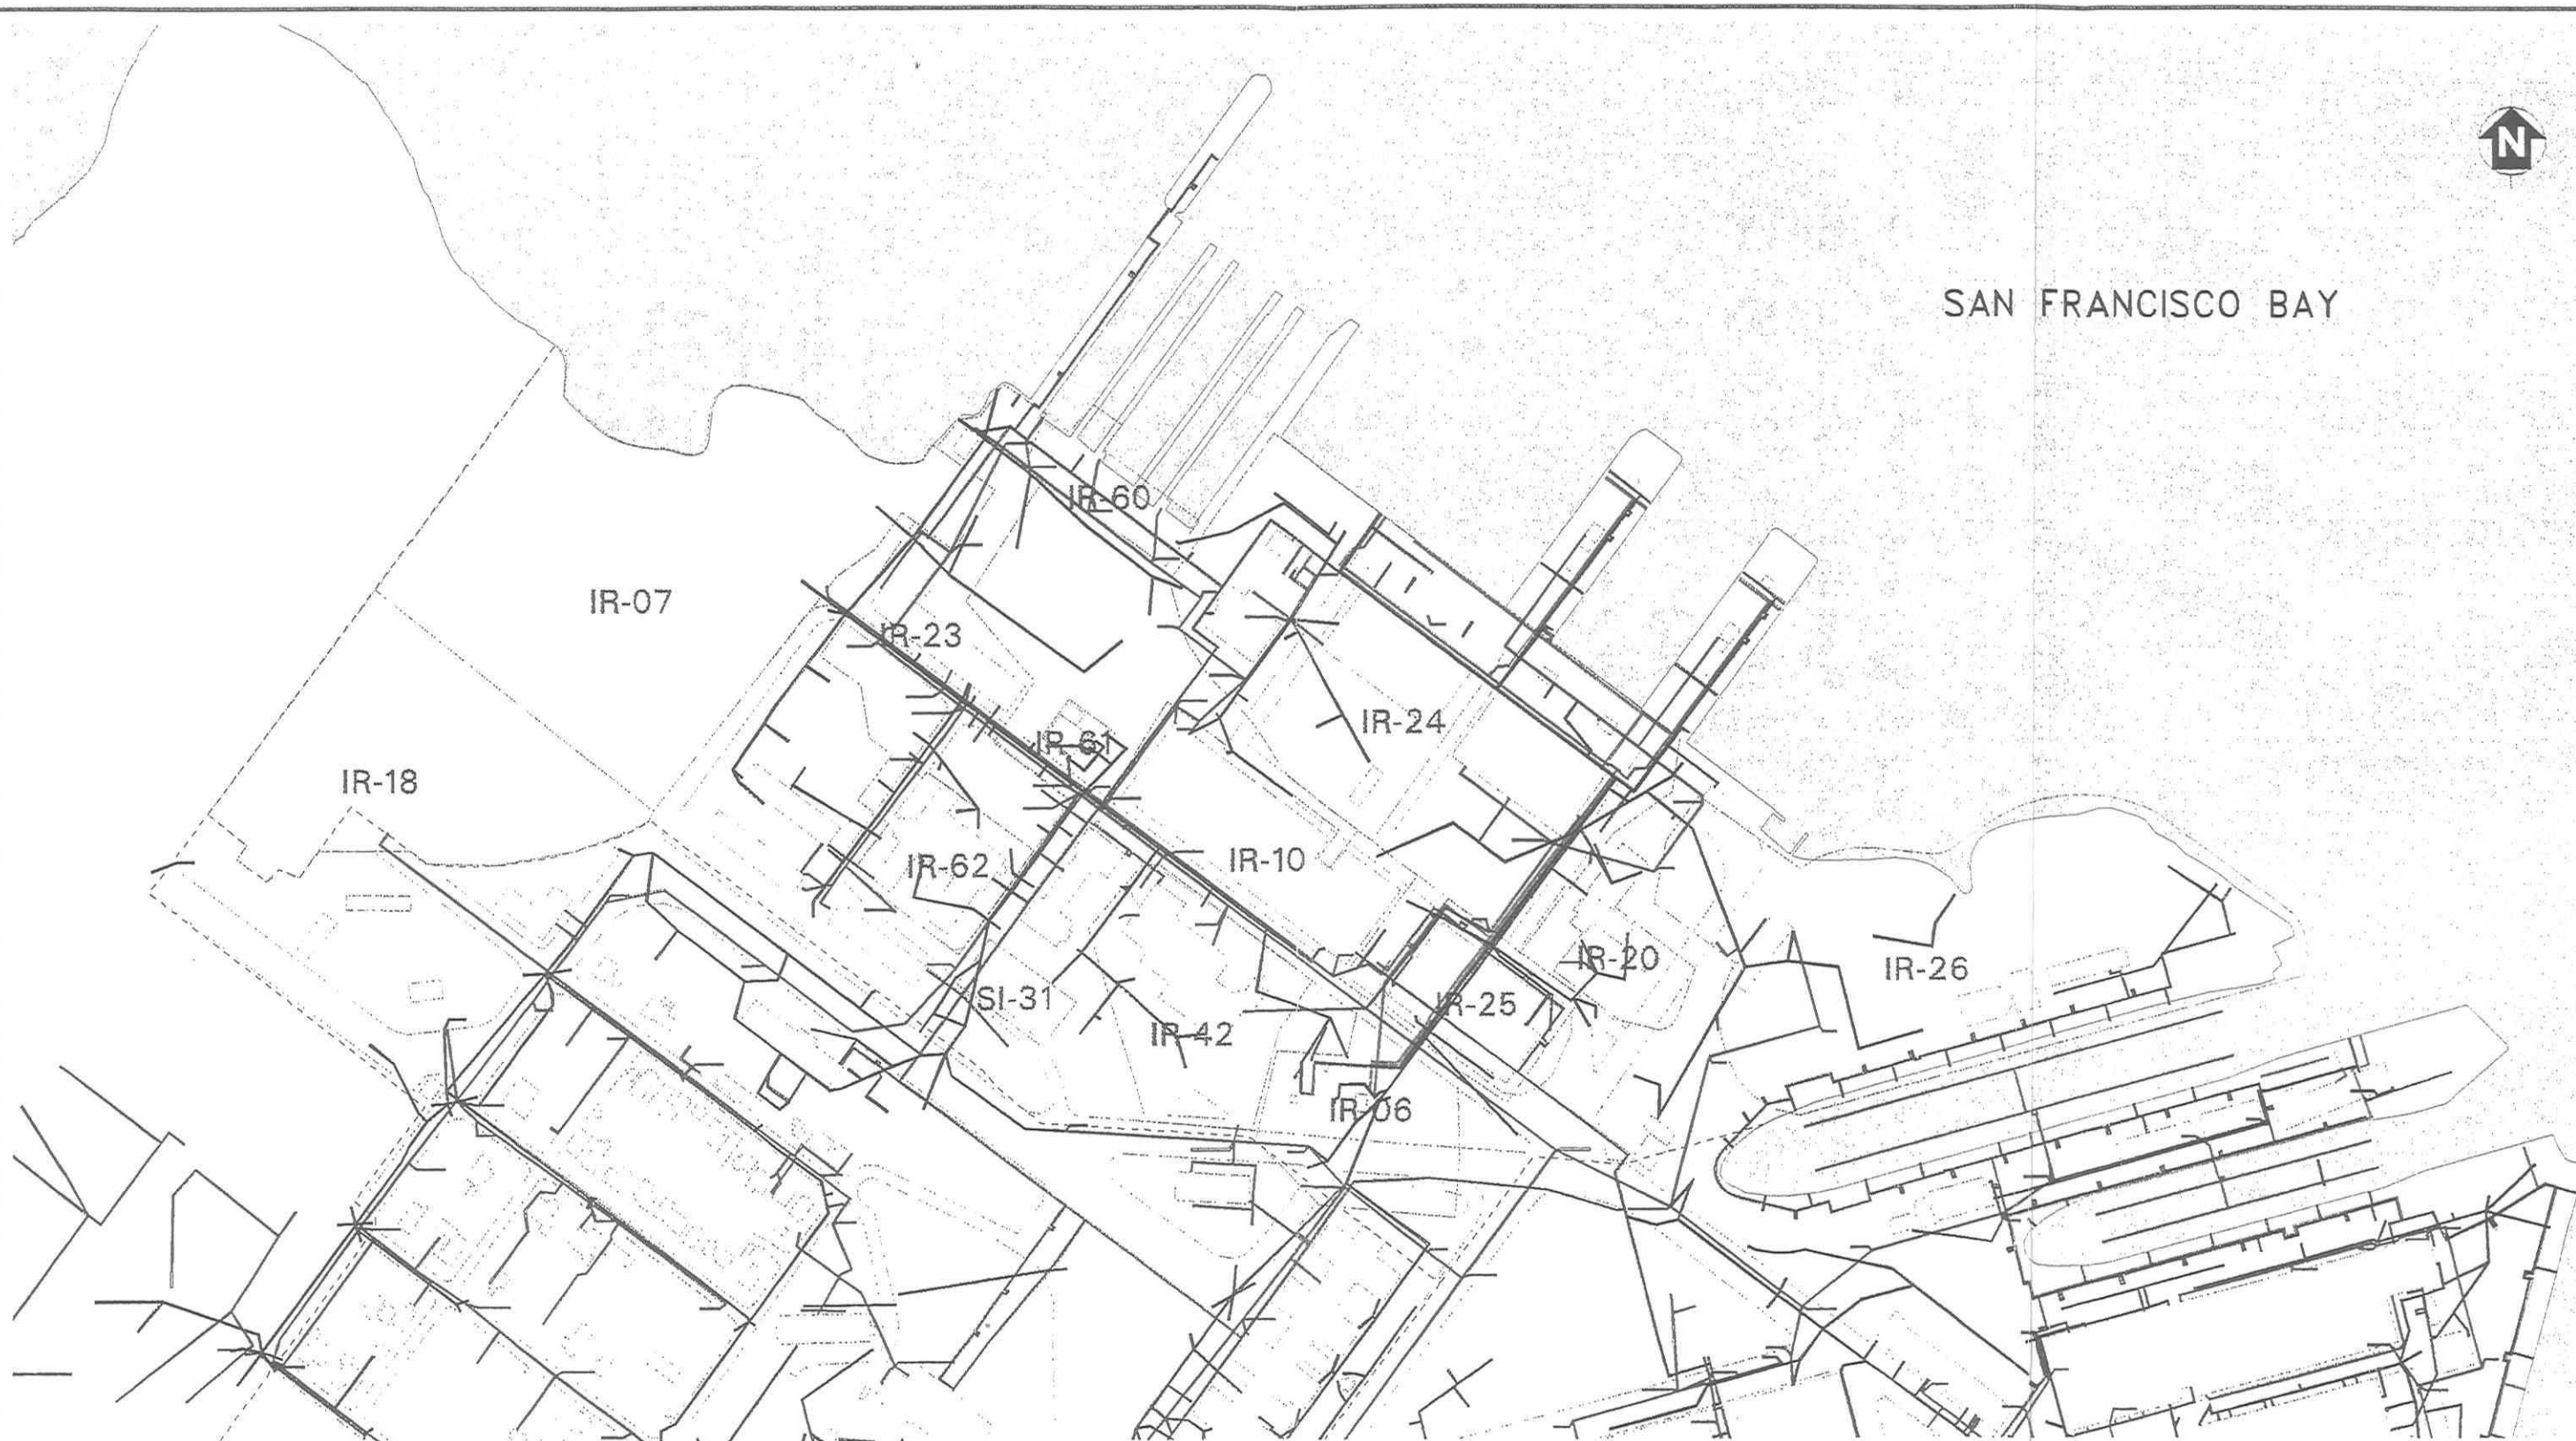 N
SAN FRANCISCO BAY
IR-60
IR-07
IR-23
IR-24
IR-61
IR-18
IR-10
IR-62
IR-20
IR-26
SI-31
IR-25
IR-42
IR-06